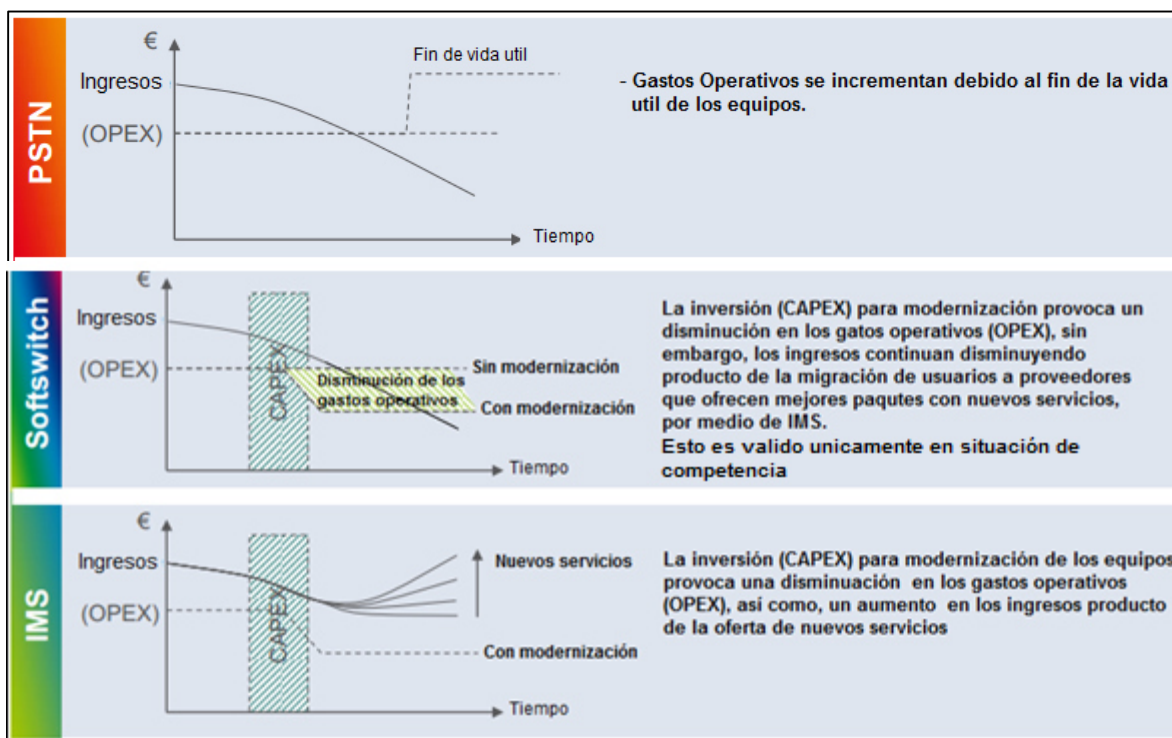 PSTN
€
Ingresos
(OPEX)
Fin de vida util
Tiempo
- Gastos Operativos se incrementan debido al fin de la vida
util de los equipos.
Softswitch
€
Ingresos
(OPEX)
CAPEX
Sin modernización
Disminución de los
gastos operativos
Con modernización
Tiempo
La inversión (CAPEX) para modernización provoca un
disminución en los gatos operativos (OPEX), sin
embargo, los ingresos continuan disminuyendo
producto de la migración de usuarios a proveedores
que ofrecen mejores paqutes con nuevos servicios,
por medio de IMS.
Esto es valido unicamente en situación de
competencia
IMS
€
Ingresos
(OPEX)
CAPEX
Nuevos servicios
Con modernización
Tiempo
La inversión (CAPEX) para modernización de los equipos
provoca una disminuación en los gastos operativos
(OPEX), así como, un aumento en los ingresos producto
de la oferta de nuevos servicios